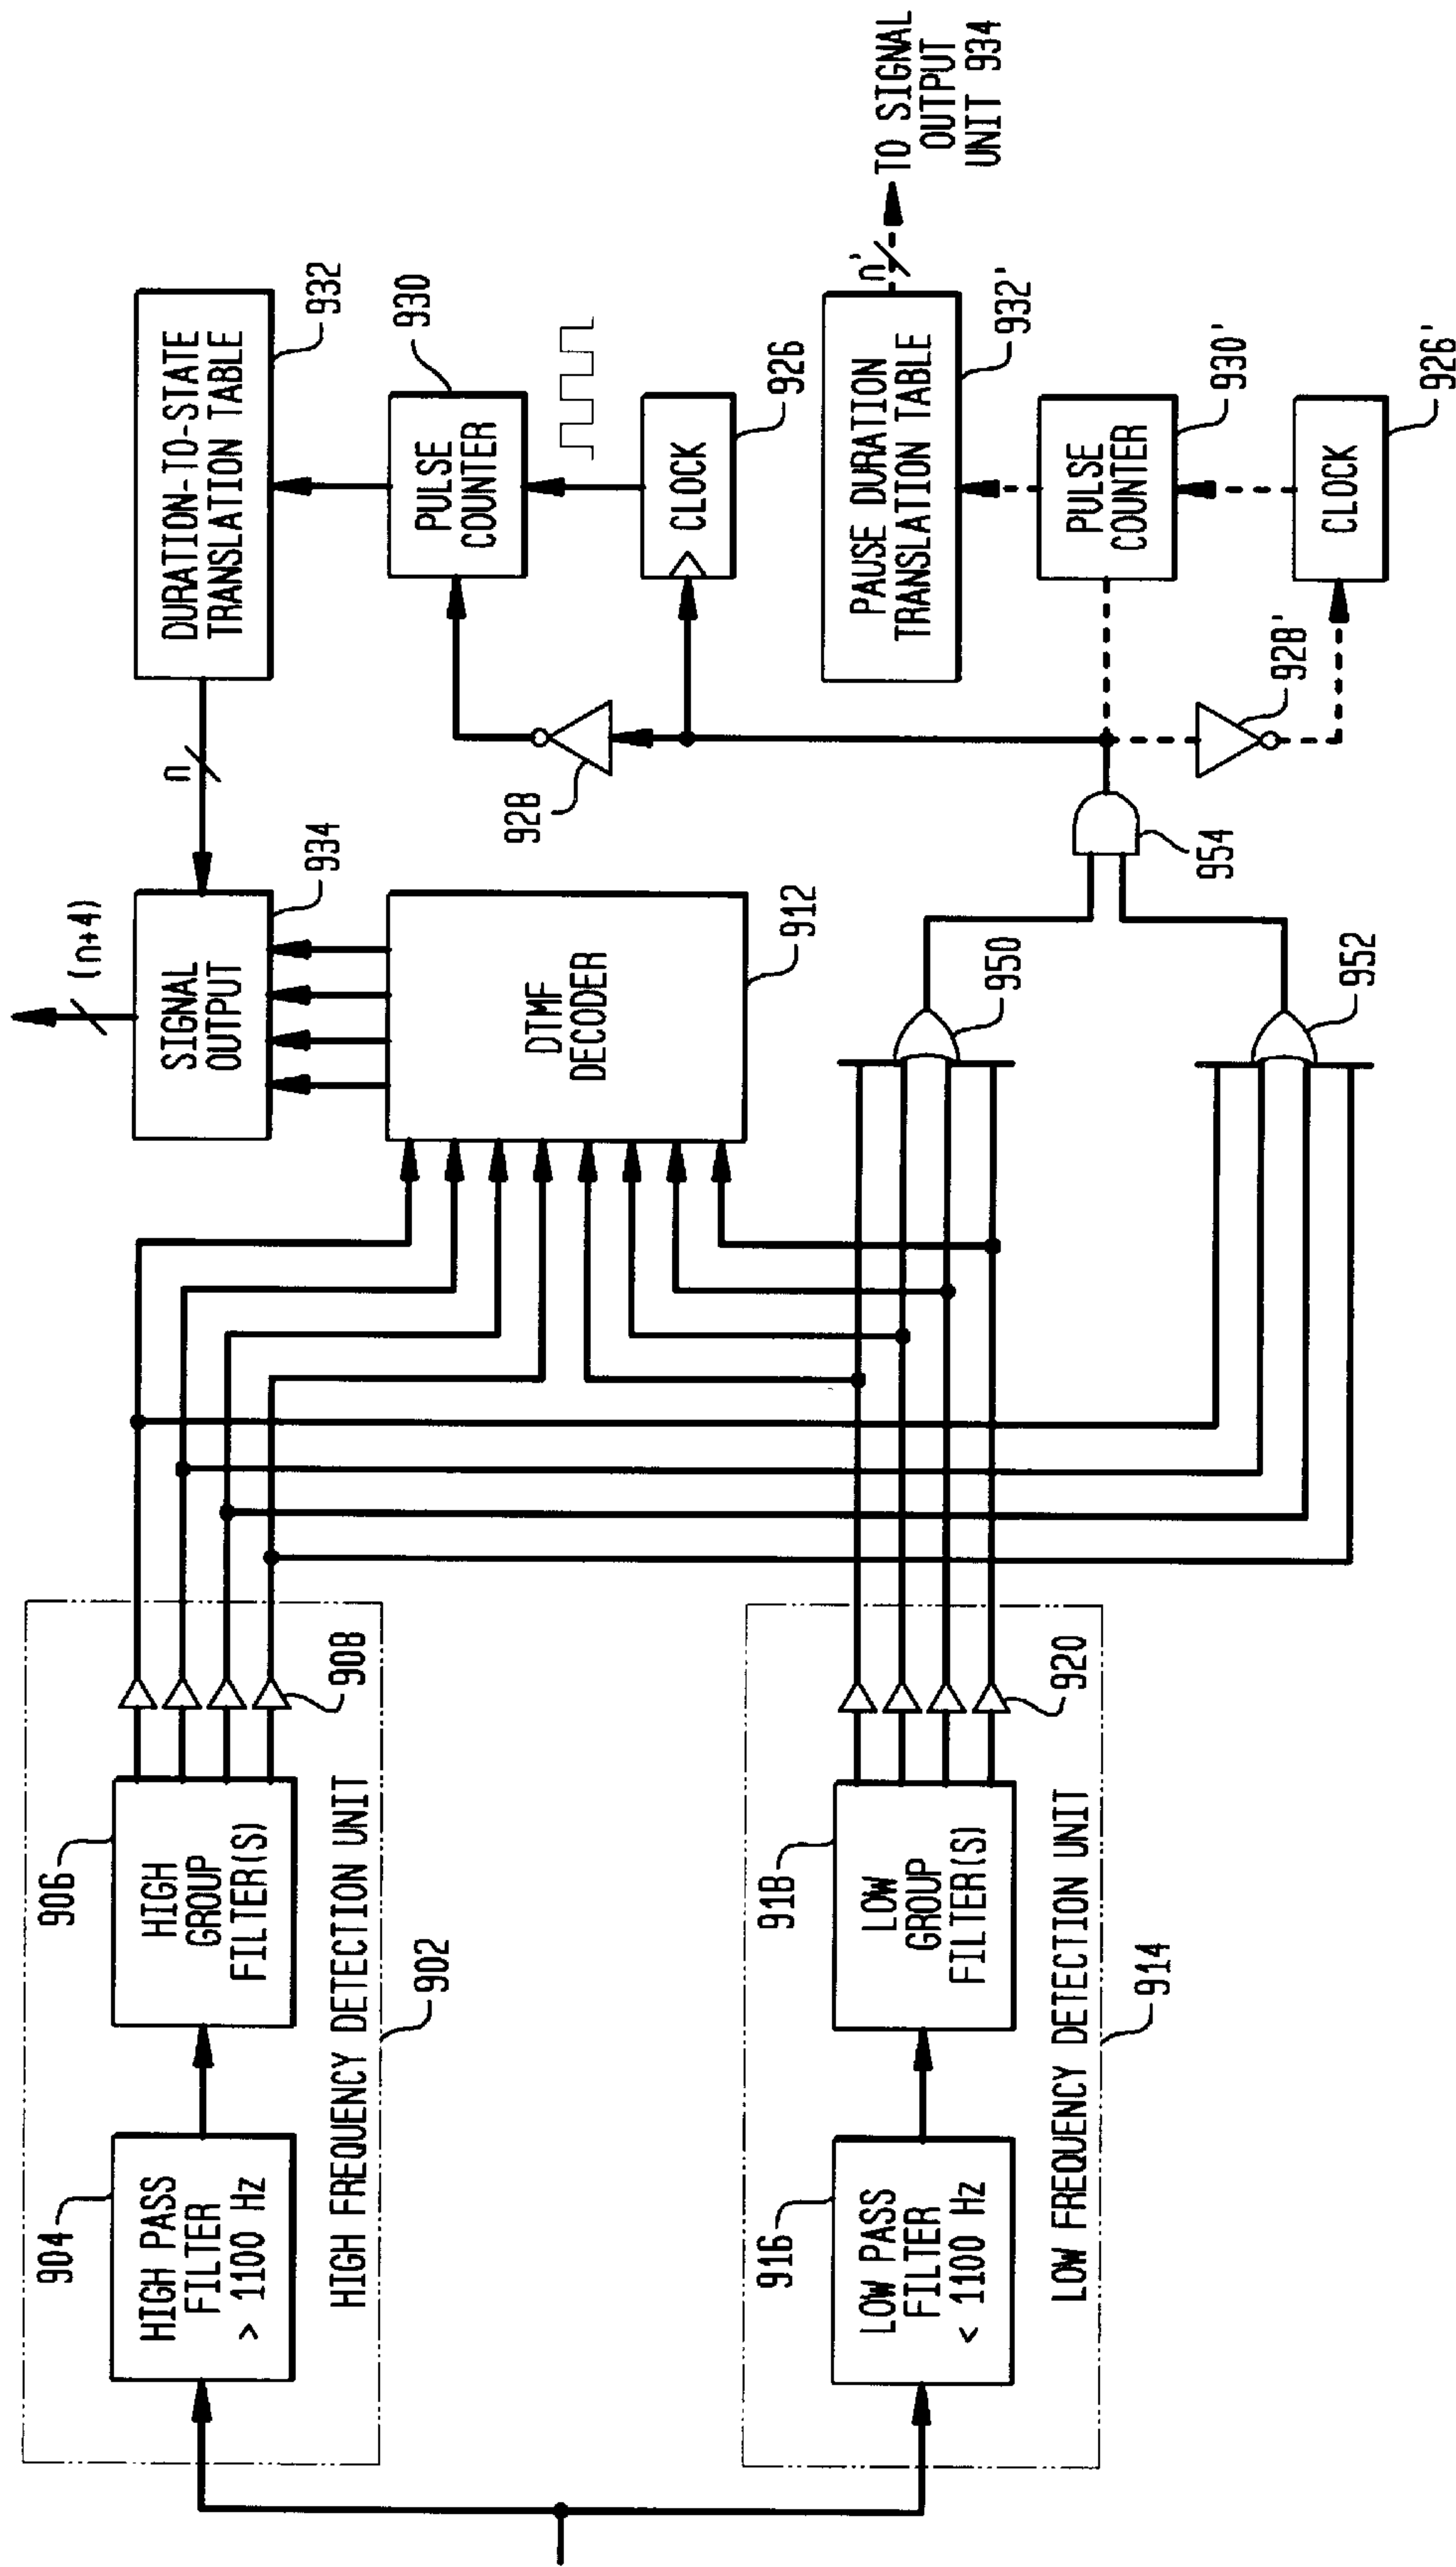 904
HIGH PASS
FILTER
> 1100 Hz
906
HIGH
GROUP
FILTER(S)
908
HIGH FREQUENCY DETECTION UNIT
902
916
LOW PASS
FILTER
< 1100 Hz
918
LOW
GROUP
FILTER(S)
920
LOW FREQUENCY DETECTION UNIT
914
(n+4)
SIGNAL
OUTPUT
934
n
DURATION-TO-STATE
TRANSLATION TABLE
932
DTMF
DECODER
912
928
PULSE
COUNTER
930
CLOCK
926
950
952
954
PAUSE DURATION
TRANSLATION TABLE
932'
n'
TO SIGNAL
OUTPUT
UNIT 934
PULSE
COUNTER
930'
928'
CLOCK
926'